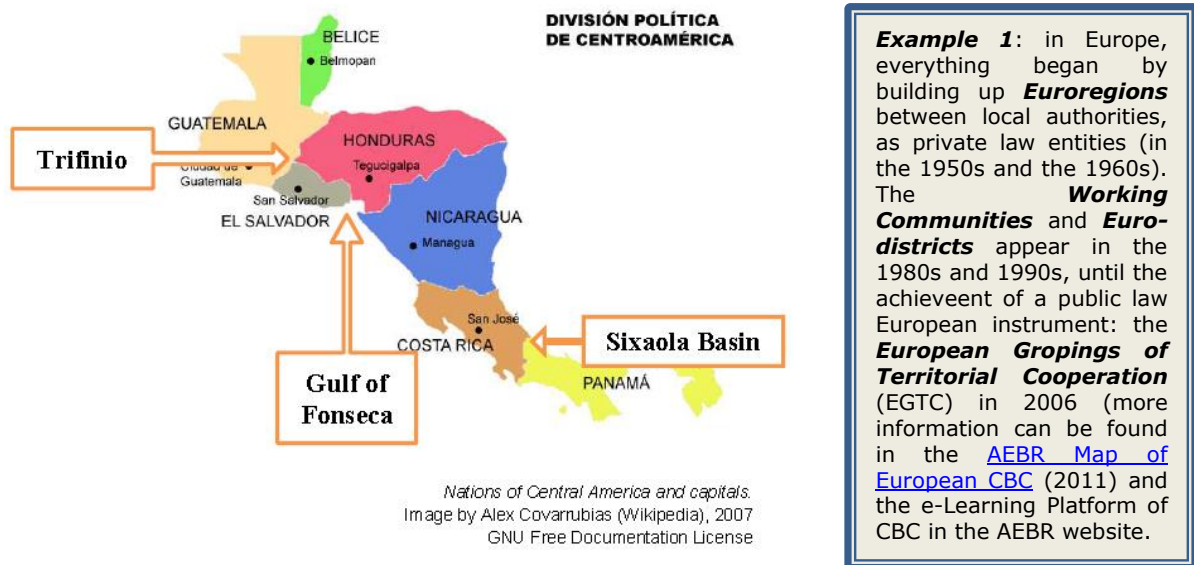 DIVISIÓN POLÍTICA
DE CENTROAMÉRICA
BELICE
Belmopan
GUATEMALA
Trifinio
Ciudad de
Guatemala
HONDURAS
Tegucigalpa
San Salvador
EL SALVADOR
NICARAGUA
Managua
San José
COSTA RICA
Sixaola Basin
Gulf of
Fonseca
PANAMÁ
Nations of Central America and capitals.
Image by Alex Covarrubias (Wikipedia), 2007
GNU Free Documentation License
Example 1: in Europe,
everything began by
building up Euroregions
between local authorities,
as private law entities (in
the 1950s and the 1960s).
The Working
Communities and Euro-
districts appear in the
1980s and 1990s, until the
achieveent of a public law
European instrument: the
European Gropings of
Territorial Cooperation
(EGTC) in 2006 (more
information can be found
in the AEBR Map of
European CBC (2011) and
the e-Learning Platform of
CBC in the AEBR website.